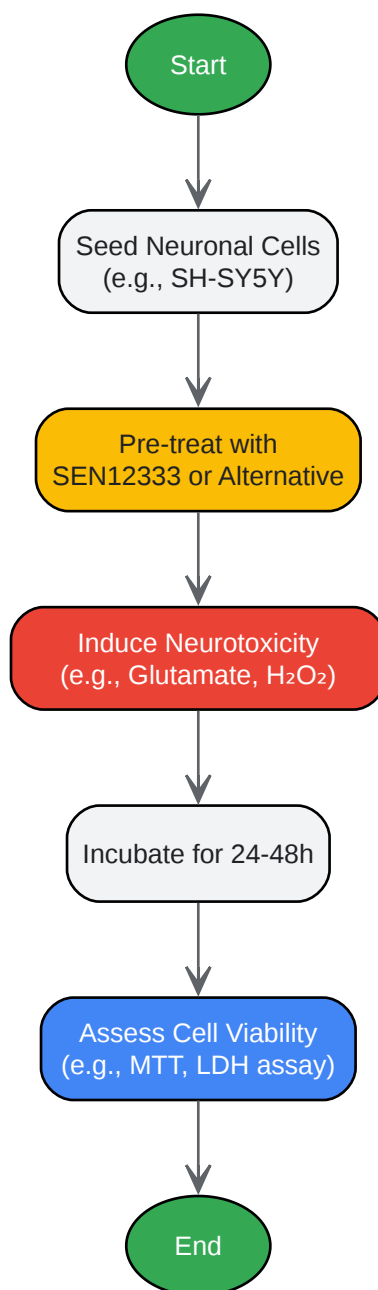 Start
Seed Neuronal Cells
(e.g., SH-SY5Y)
Pre-treat with
SEN12333 or Alternative
Induce Neurotoxicity
(e.g., Glutamate, H₂O₂)
Incubate for 24-48h
Assess Cell Viability
(e.g., MTT, LDH assay)
End